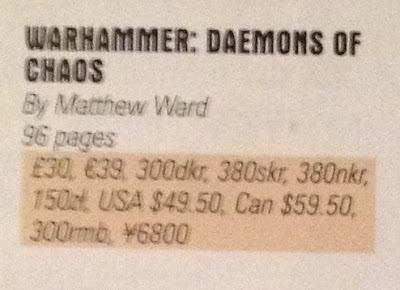 WARHAMMER: DAEMONS OF
CHAOS
By Matthew Ward
96 pages
£30, €39, 300dkr, 380skr, 380nkr,
150zł, USA $49.50, Can $59.50,
300rmb, ¥6800